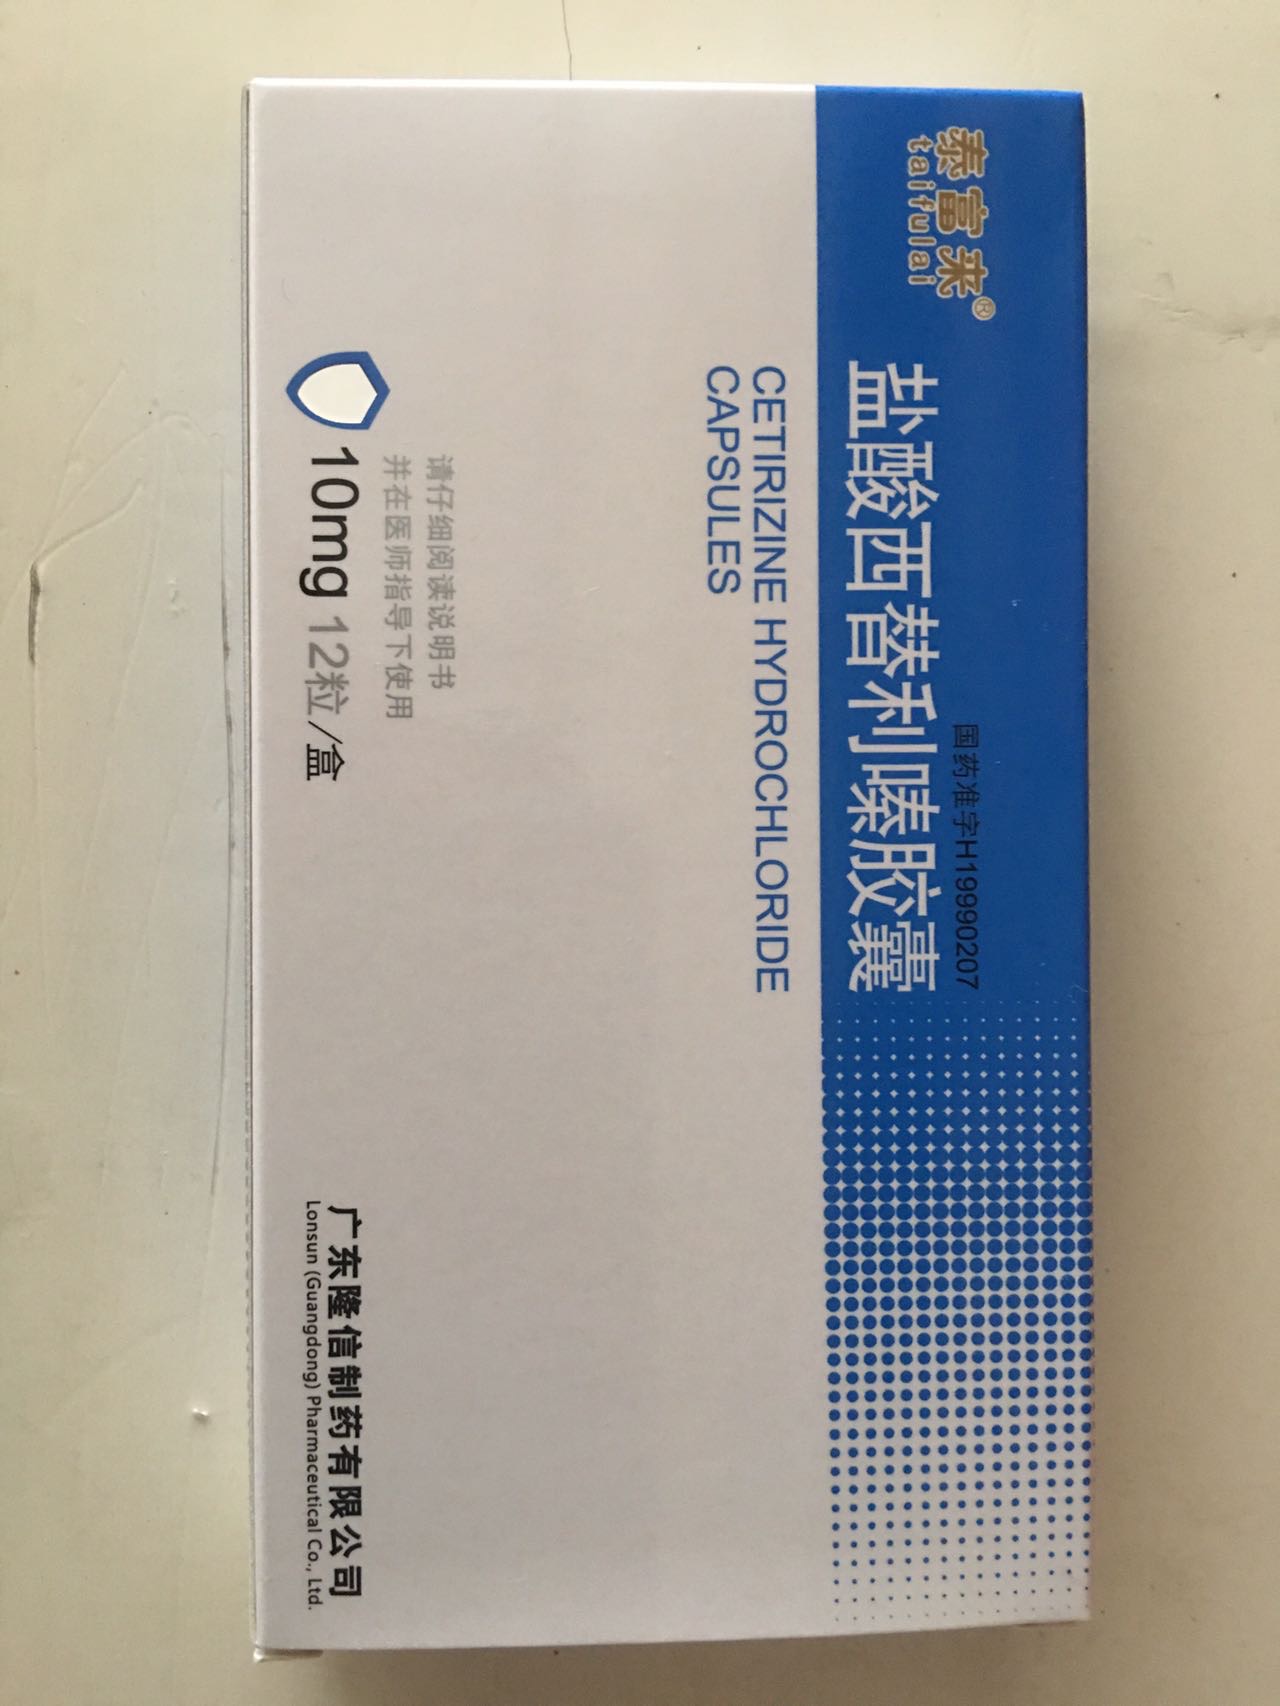 泰富来®
taifulai
国药准字H19990207
盐酸西替利嗪胶囊
CETIRIZINE HYDROCHLORIDE
CAPSULES
请仔细阅读说明书
并在医师指导下使用
10mg 12粒/盒
广东隆信制药有限公司
Lonsun (Guangdong) Pharmaceutical Co., Ltd.